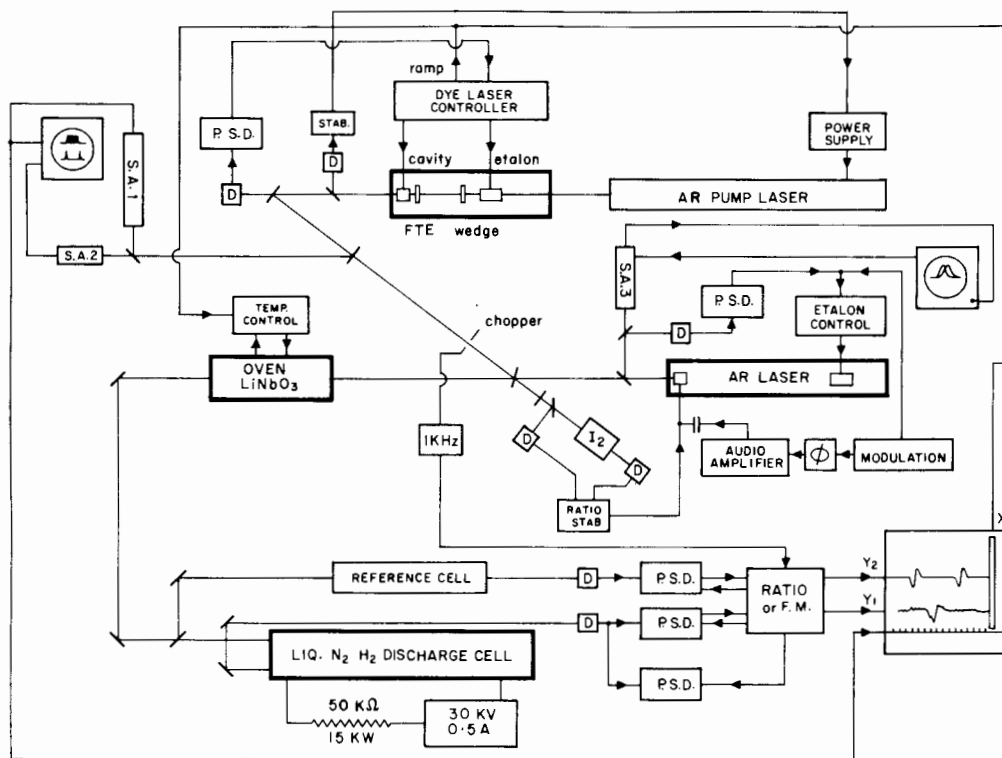 ramp
DYE LASER
CONTROLLER
P.S.D.
STAB.
D
D
cavity
etalon
FTE
wedge
POWER
SUPPLY
AR PUMP LASER
S.A.1
S.A.2
S.A.3
P.S.D.
D
ETALON
CONTROL
TEMP.
CONTROL
chopper
OVEN
LiNbO3
AR LASER
1KHz
D
I2
D
RATIO
STAB
AUDIO
AMPLIFIER
Φ
MODULATION
X
REFERENCE CELL
D
P.S.D.
RATIO
or F.M.
Y2
Y1
D
P.S.D.
LIQ. N2 H2 DISCHARGE CELL
P.S.D.
50 KΩ
15 KW
30 KV
0·5 A